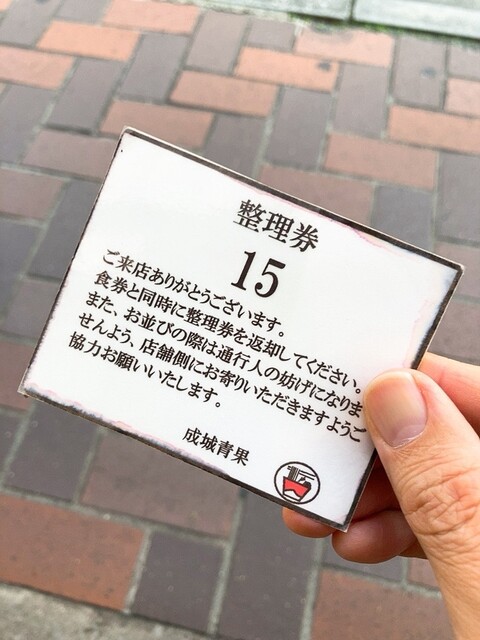 整理券
15
ご来店ありがとうございます。
食券と同時に整理券を返却してください。
また、お並びの際は通行人の妨げになりま
せんよう、店舗側にお寄りいただきますようご
協力お願いいたします。
成城青果